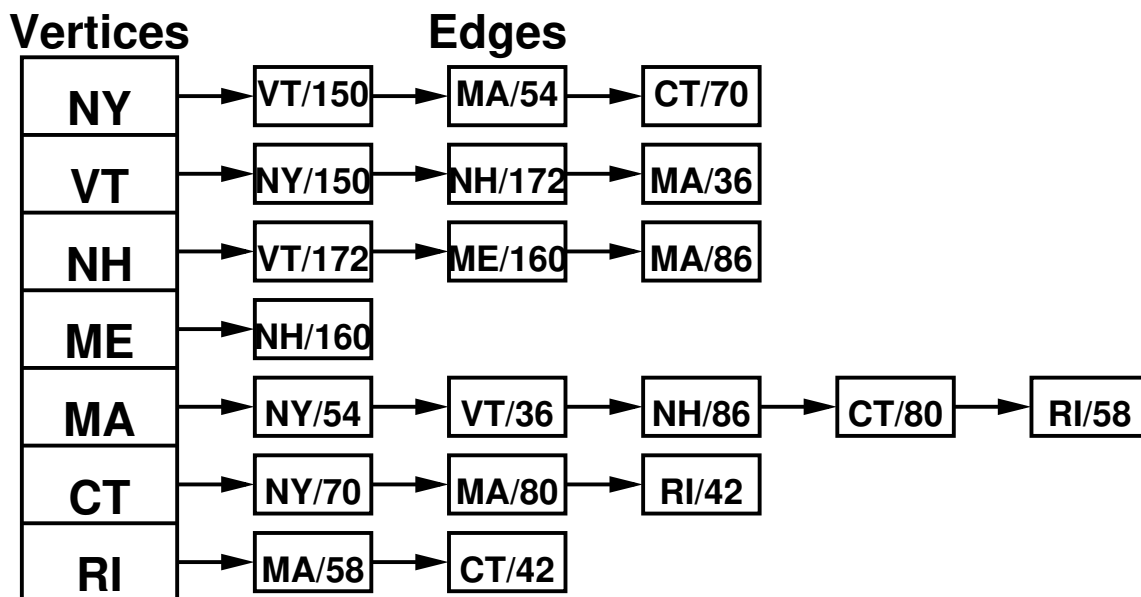 Vertices Edges
NY VT/150 MA/54 CT/70
VT NY/150 NH/172 MA/36
NH VT/172 ME/160 MA/86
ME NH/160
MA NY/54 VT/36 NH/86 CT/80 RI/58
CT NY/70 MA/80 RI/42
RI MA/58 CT/42